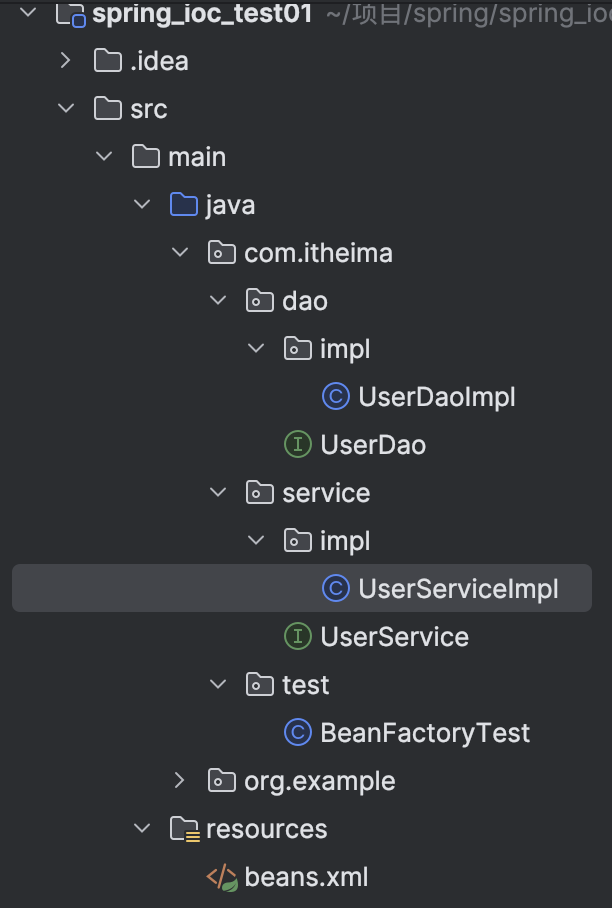 spring_ioc_test01 ~/项目/spring/spring_io
.idea
src
main
java
com.itheima
dao
impl
UserDaoImpl
UserDao
service
impl
UserServiceImpl
UserService
test
BeanFactoryTest
org.example
resources
beans.xml